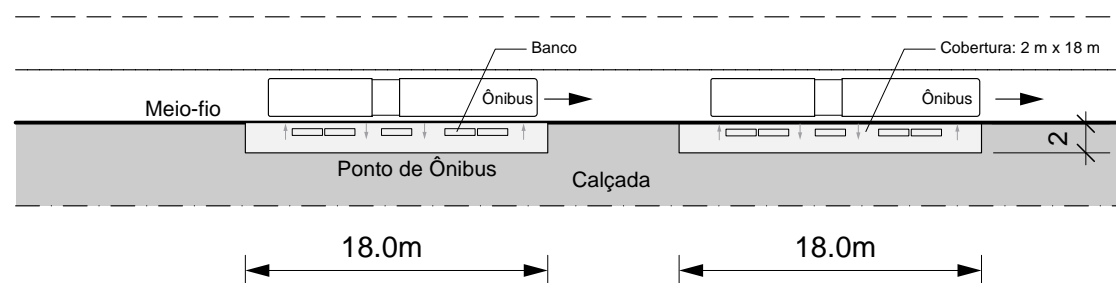 Banco
Cobertura: 2 m x 18 m
Ônibus
Ônibus
Meio-fio
2
Ponto de Ônibus
Calçada
18.0m
18.0m